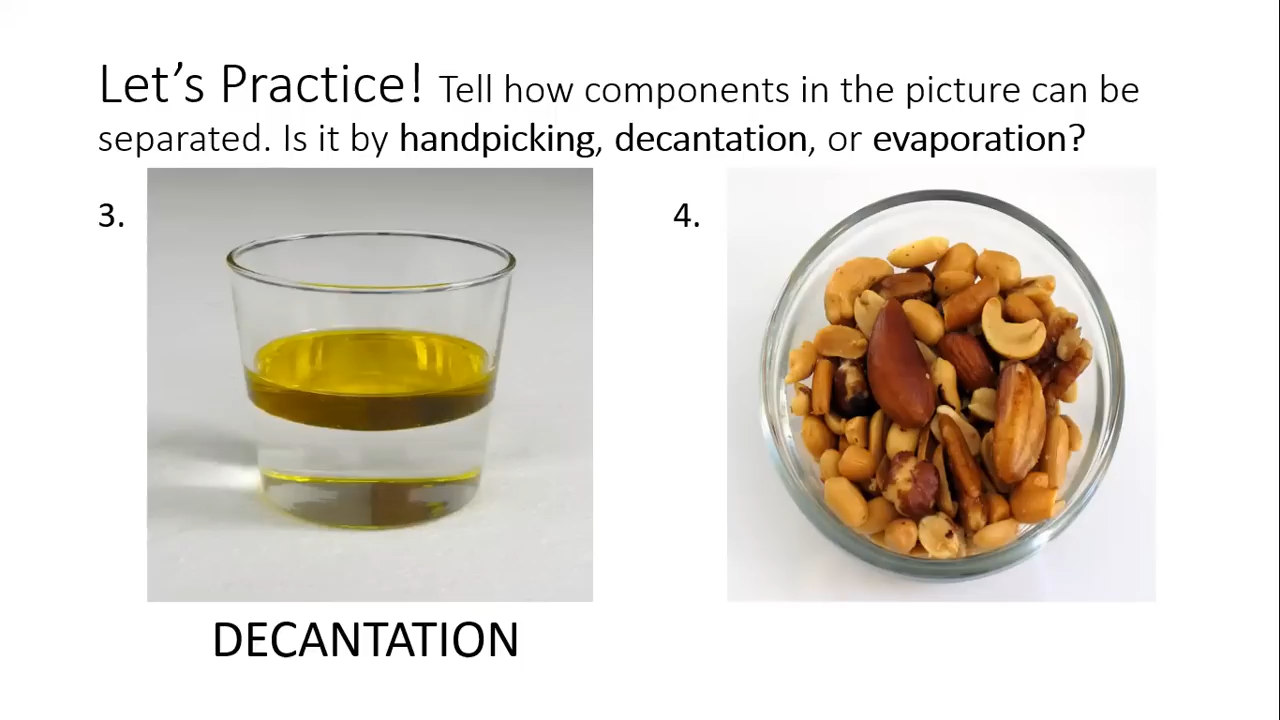 Let’s Practice! Tell how components in the picture can be
separated. Is it by handpicking, decantation, or evaporation?
3.
4.
DECANTATION